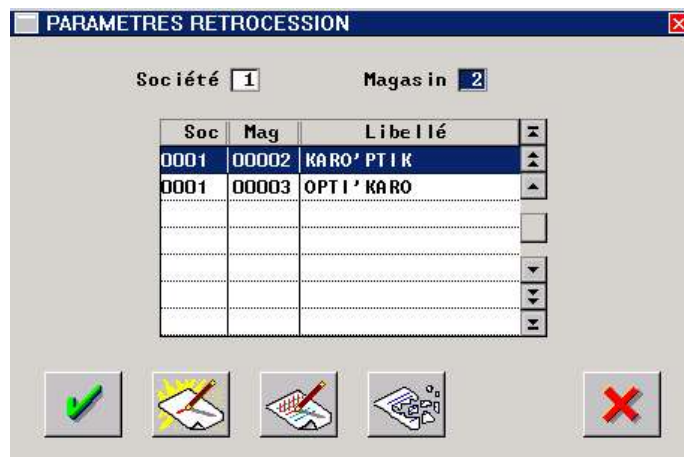 PARAMETRES RETROCESSION
Société 1 Magasin 2
Soc Mag Libellé
0001 00002 KARO'PTIK
0001 00003 OPTI'KARO